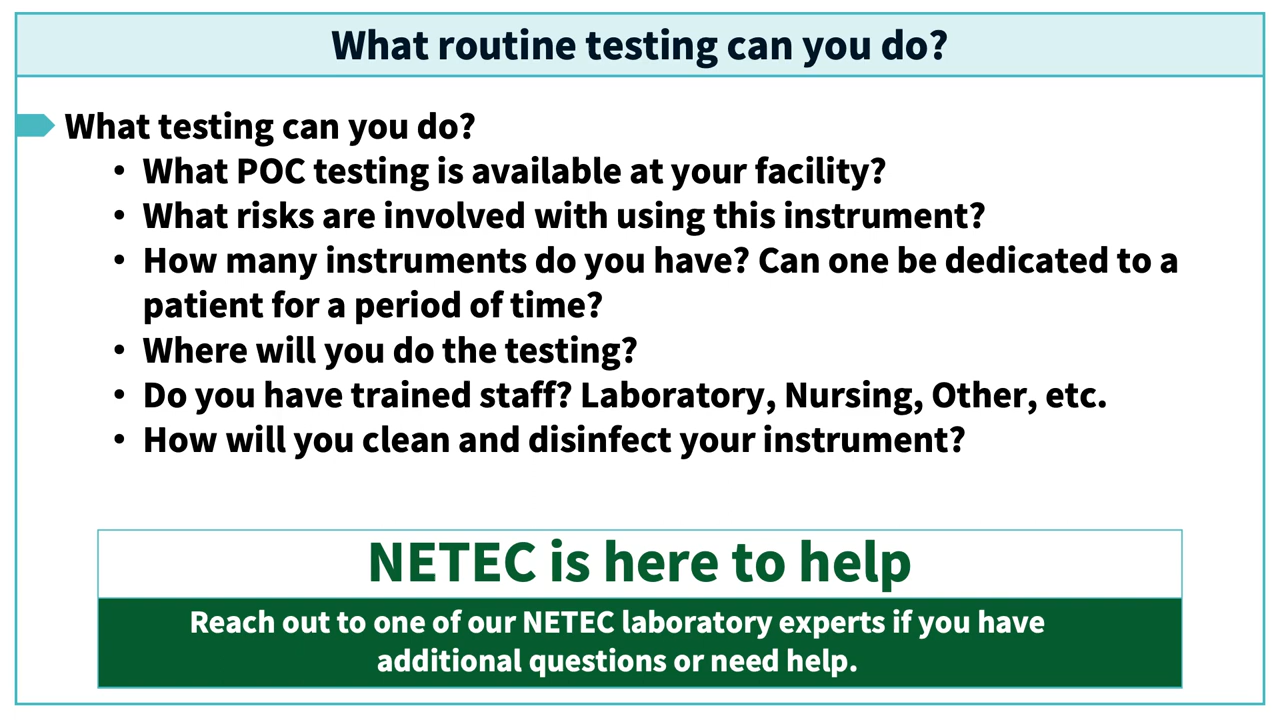 What routine testing can you do?
What testing can you do?
• What POC testing is available at your facility?
• What risks are involved with using this instrument?
• How many instruments do you have? Can one be dedicated to a
patient for a period of time?
• Where will you do the testing?
• Do you have trained staff? Laboratory, Nursing, Other, etc.
• How will you clean and disinfect your instrument?
NETEC is here to help
Reach out to one of our NETEC laboratory experts if you have
additional questions or need help.